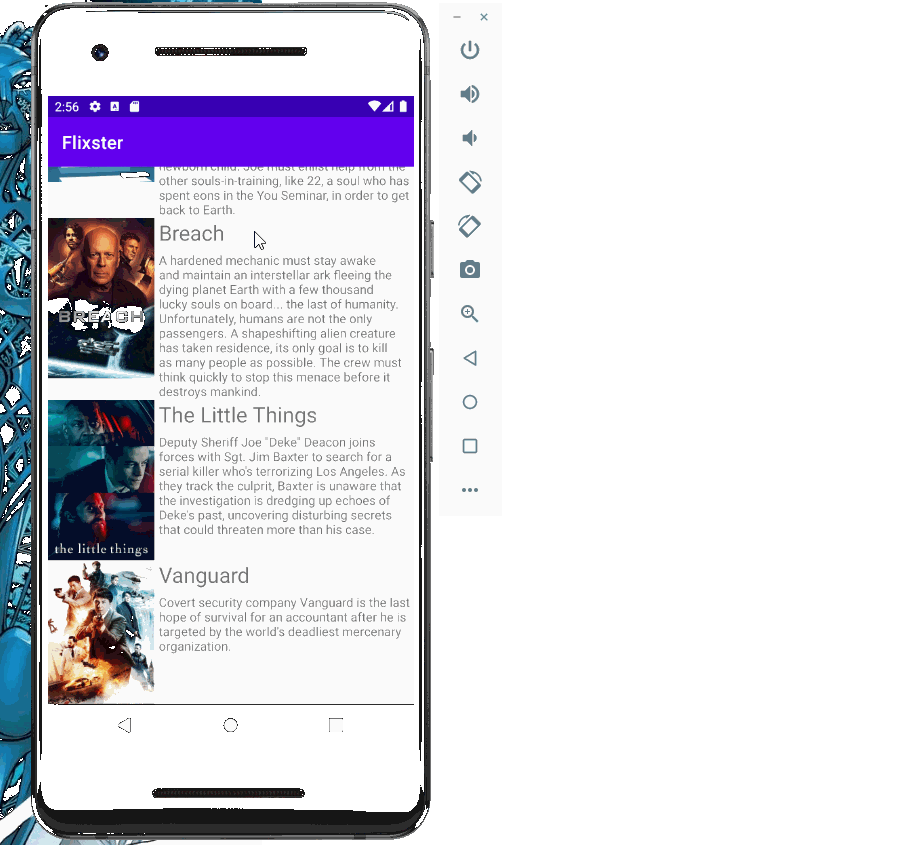 2:56
Flixster
newborn child. Joe must enlist help from the
other souls-in-training, like 22, a soul who has
spent eons in the You Seminar, in order to get
back to Earth.
Breach
A hardened mechanic must stay awake
and maintain an interstellar ark fleeing the
dying planet Earth with a few thousand
lucky souls on board... the last of humanity.
Unfortunately, humans are not the only
passengers. A shapeshifting alien creature
has taken residence, its only goal is to kill
as many people as possible. The crew must
think quickly to stop this menace before it
destroys mankind.
BREACH
The Little Things
Deputy Sheriff Joe "Deke" Deacon joins
forces with Sgt. Jim Baxter to search for a
serial killer who's terrorizing Los Angeles. As
they track the culprit, Baxter is unaware that
the investigation is dredging up echoes of
Deke's past, uncovering disturbing secrets
that could threaten more than his case.
the little things
Vanguard
Covert security company Vanguard is the last
hope of survival for an accountant after he is
targeted by the world's deadliest mercenary
organization.